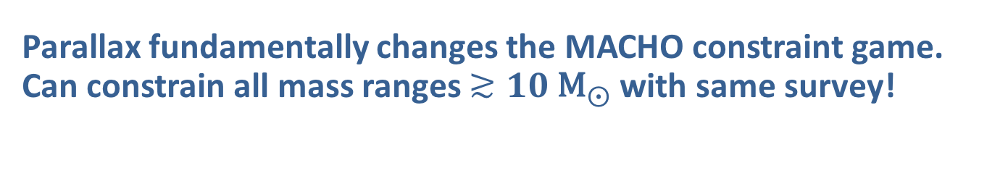 Parallax fundamentally changes the MACHO constraint game.
Can constrain all mass ranges ≳ 10 M⊙ with same survey!